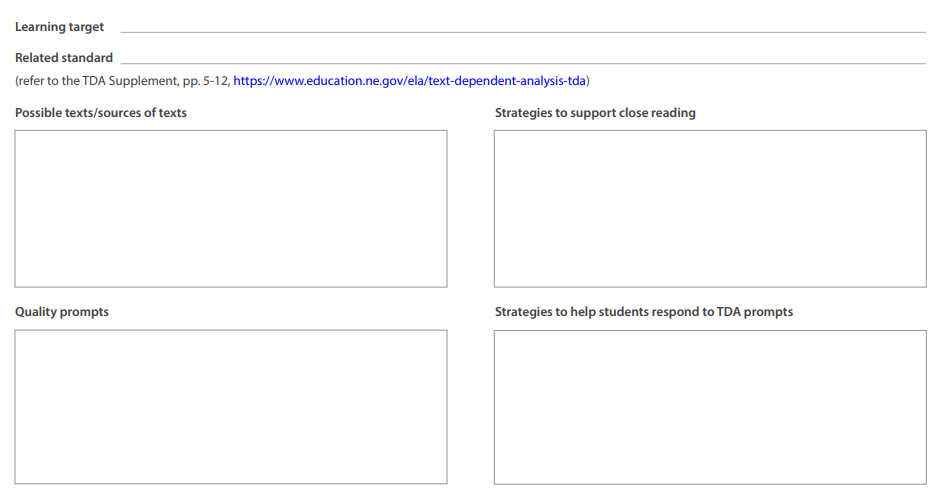 Learning target
Related standard
(refer to the TDA Supplement, pp. 5-12, https://www.education.ne.gov/ela/text-dependent-analysis-tda)
Possible texts/sources of texts
Strategies to support close reading
Quality prompts
Strategies to help students respond to TDA prompts